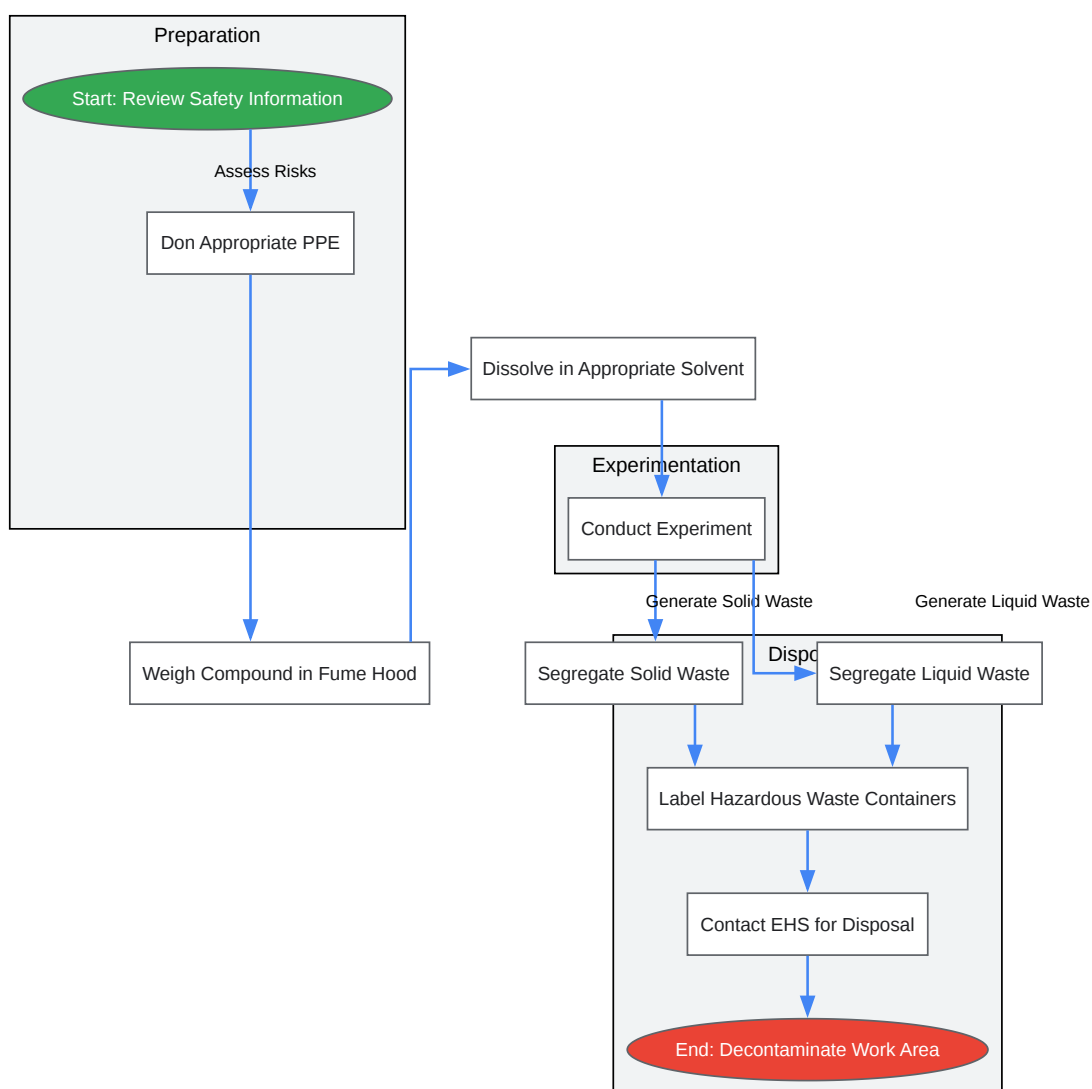 Preparation
Start: Review Safety Information
Assess Risks
Don Appropriate PPE
Dissolve in Appropriate Solvent
Experimentation
Conduct Experiment
Generate Solid Waste
Generate Liquid Waste
Weigh Compound in Fume Hood
Segregate Solid Waste
Segregate Liquid Waste
Label Hazardous Waste Containers
Contact EHS for Disposal
End: Decontaminate Work Area